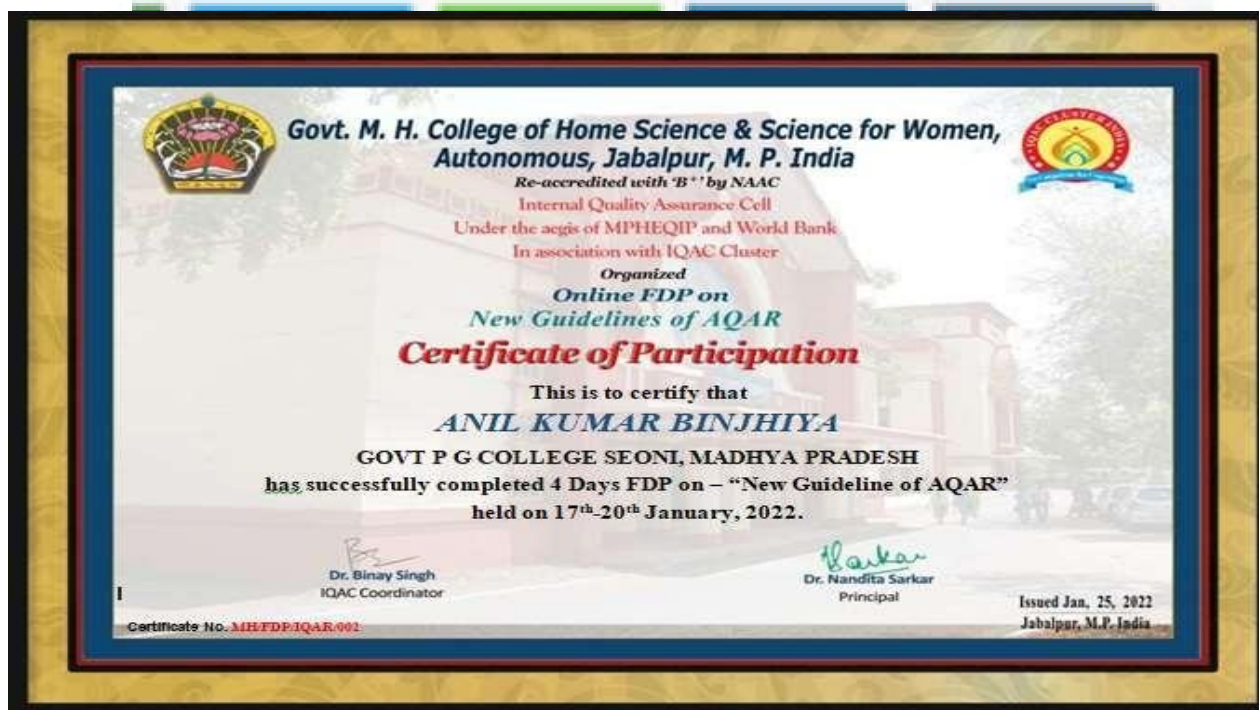 Govt. M. H. College of Home Science & Science for Women,
Autonomous, Jabalpur, M. P. India
Re-accredited with 'B+' by NAAC
Internal Quality Assurance Cell
Under the aegis of MPHEQIP and World Bank
In association with IQAC Cluster
Organized
Online FDP on
New Guidelines of AQAR
Certificate of Participation
This is to certify that
ANIL KUMAR BINJHIYA
GOVT P G COLLEGE SEONI, MADHYA PRADESH
has successfully completed 4 Days FDP on – “New Guideline of AQAR”
held on 17th-20th January, 2022.
Dr. Binay Singh
IQAC Coordinator
Sarkar
Dr. Nandita Sarkar
Principal
Issued Jan, 25, 2022
Jabalpur, M.P. India
Certificate No. MH/FDP/IQAR/002
IQAC CLUSTER INDIA